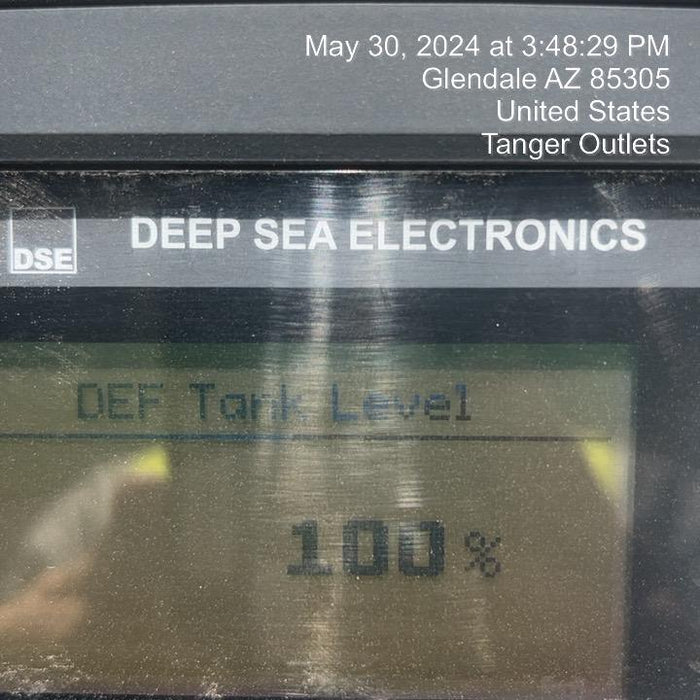 May 30, 2024 at 3:48:29 PM
Glendale AZ 85305
United States
Tanger Outlets
DSE
DEEP SEA ELECTRONICS
DEF Tank Level
100 %